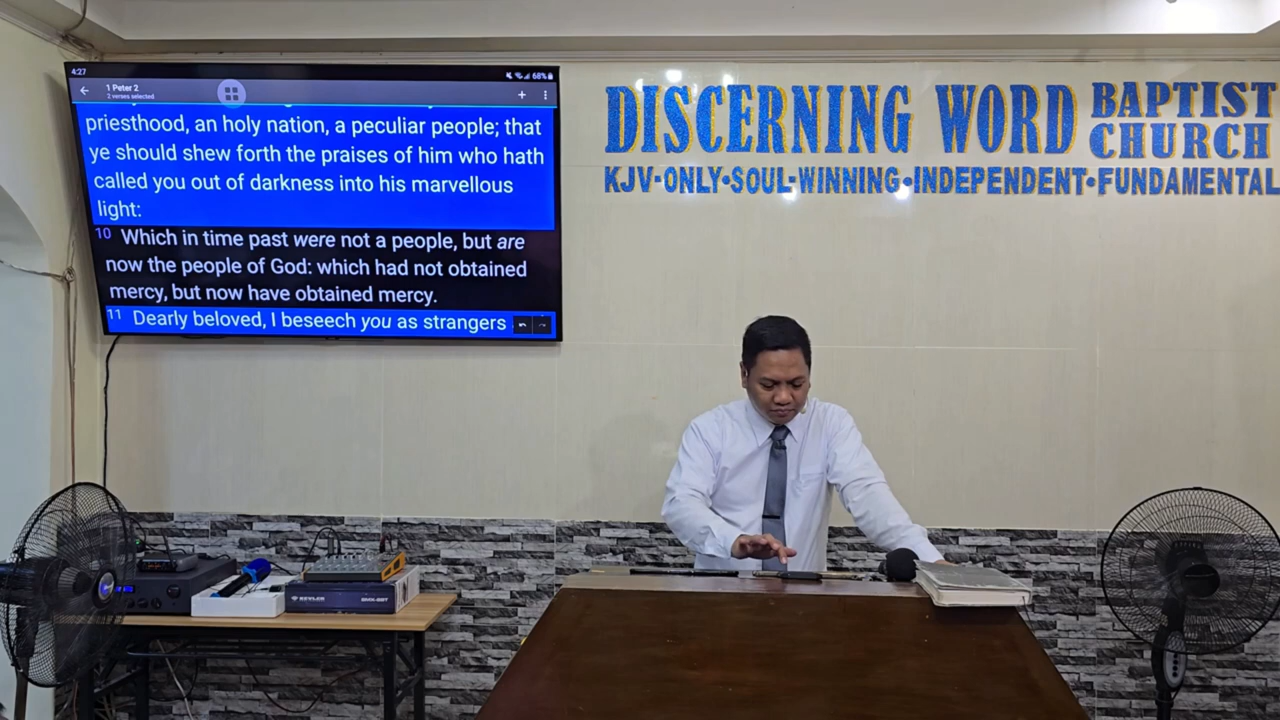 4:27
68%
1 Peter 2
2 verses selected
priesthood, an holy nation, a peculiar people; that
ye should shew forth the praises of him who hath
called you out of darkness into his marvellous
light:
10 Which in time past were not a people, but are
now the people of God: which had not obtained
mercy, but now have obtained mercy.
11 Dearly beloved, I beseech you as strangers
DISCERNING WORD BAPTIST
CHURCH
KJV-ONLY•SOUL-WINNING•INDEPENDENT•FUNDAMENTAL
KEVLER